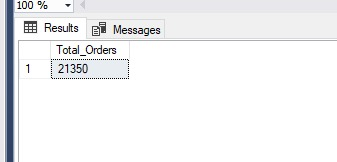 100 %
Results Messages
Total_Orders
1 21350